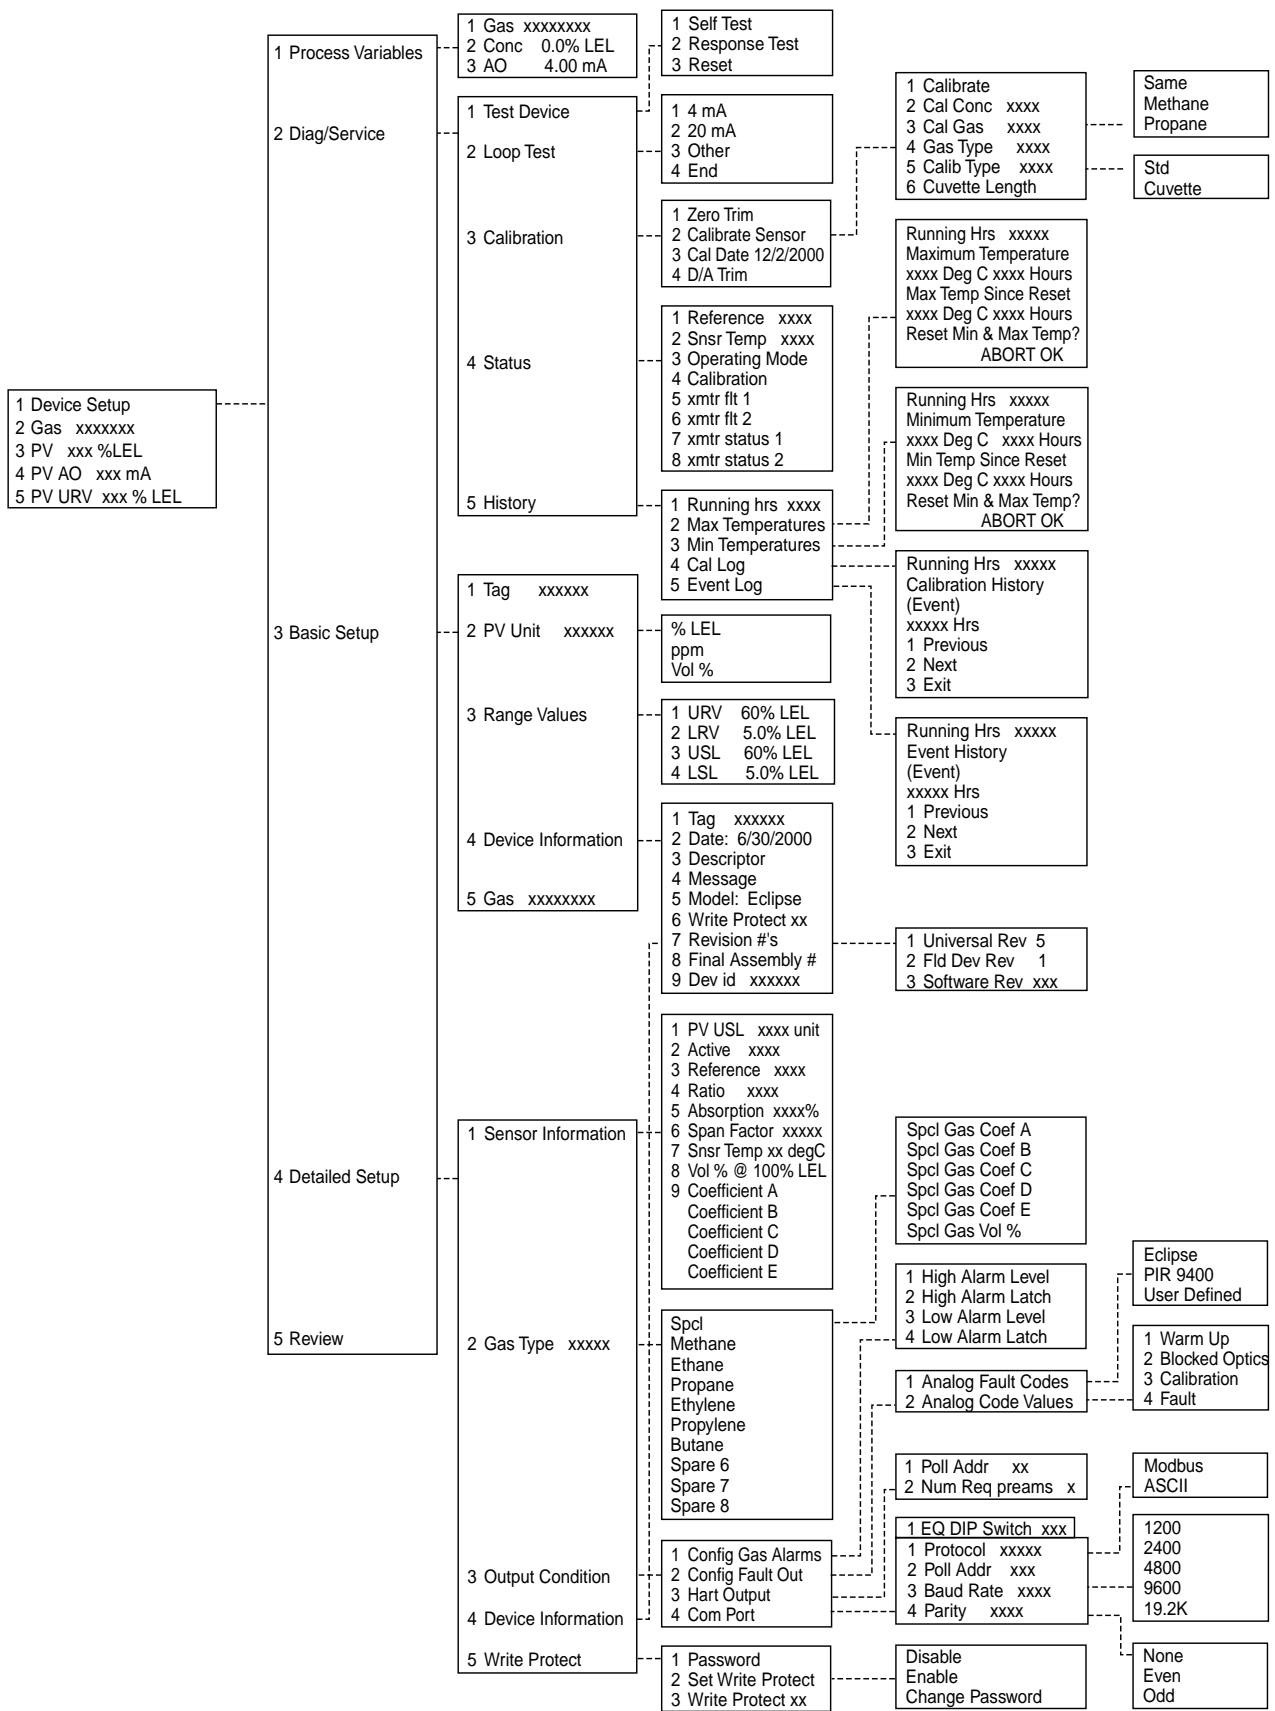 1 Device Setup
2 Gas xxxxxxx
3 PV xxx %LEL
4 PV AO xxx mA
5 PV URV xxx % LEL
1 Process Variables
2 Diag/Service
3 Basic Setup
4 Detailed Setup
5 Review
1 Gas xxxxxxxx
2 Conc 0.0% LEL
3 AO 4.00 mA
1 Test Device
2 Loop Test
3 Calibration
4 Status
5 History
1 Tag xxxxxx
2 PV Unit xxxxxx
3 Range Values
4 Device Information
5 Gas xxxxxxxx
1 Sensor Information
2 Gas Type xxxxx
3 Output Condition
4 Device Information
5 Write Protect
1 Self Test
2 Response Test
3 Reset
1 4 mA
2 20 mA
3 Other
4 End
1 Zero Trim
2 Calibrate Sensor
3 Cal Date 12/2/2000
4 D/A Trim
1 Reference xxxx
2 Snsr Temp xxxx
3 Operating Mode
4 Calibration
5 xmtr flt 1
6 xmtr flt 2
7 xmtr status 1
8 xmtr status 2
1 Running hrs xxxx
2 Max Temperatures
3 Min Temperatures
4 Cal Log
5 Event Log
% LEL
ppm
Vol %
1 URV 60% LEL
2 LRV 5.0% LEL
3 USL 60% LEL
4 LSL 5.0% LEL
1 Tag xxxxxx
2 Date: 6/30/2000
3 Descriptor
4 Message
5 Model: Eclipse
6 Write Protect xx
7 Revision #'s
8 Final Assembly #
9 Dev id xxxxxx
1 PV USL xxxx unit
2 Active xxxx
3 Reference xxxx
4 Ratio xxxx
5 Absorption xxxx%
6 Span Factor xxxxx
7 Snsr Temp xx degC
8 Vol % @ 100% LEL
9 Coefficient A
Coefficient B
Coefficient C
Coefficient D
Coefficient E
Spcl
Methane
Ethane
Propane
Ethylene
Propylene
Butane
Spare 6
Spare 7
Spare 8
1 Config Gas Alarms
2 Config Fault Out
3 Hart Output
4 Com Port
1 Password
2 Set Write Protect
3 Write Protect xx
1 Calibrate
2 Cal Conc xxxx
3 Cal Gas xxxx
4 Gas Type xxxx
5 Calib Type xxxx
6 Cuvette Length
Running Hrs xxxxx
Maximum Temperature
xxxx Deg C xxxx Hours
Max Temp Since Reset
xxxx Deg C xxxx Hours
Reset Min & Max Temp?
ABORT OK
Running Hrs xxxxx
Minimum Temperature
xxxx Deg C xxxx Hours
Min Temp Since Reset
xxxx Deg C xxxx Hours
Reset Min & Max Temp?
ABORT OK
Running Hrs xxxxx
Calibration History
(Event)
xxxxx Hrs
1 Previous
2 Next
3 Exit
Running Hrs xxxxx
Event History
(Event)
xxxxx Hrs
1 Previous
2 Next
3 Exit
1 Universal Rev 5
2 Fld Dev Rev 1
3 Software Rev xxx
Spcl Gas Coef A
Spcl Gas Coef B
Spcl Gas Coef C
Spcl Gas Coef D
Spcl Gas Coef E
Spcl Gas Vol %
1 High Alarm Level
2 High Alarm Latch
3 Low Alarm Level
4 Low Alarm Latch
1 Analog Fault Codes
2 Analog Code Values
1 Poll Addr xx
2 Num Req preams x
1 EQ DIP Switch xxx
1 Protocol xxxxx
2 Poll Addr xxx
3 Baud Rate xxxx
4 Parity xxxx
Disable
Enable
Change Password
Same
Methane
Propane
Std
Cuvette
Eclipse
PIR 9400
User Defined
1 Warm Up
2 Blocked Optics
3 Calibration
4 Fault
Modbus
ASCII
1200
2400
4800
9600
19.2K
None
Even
Odd